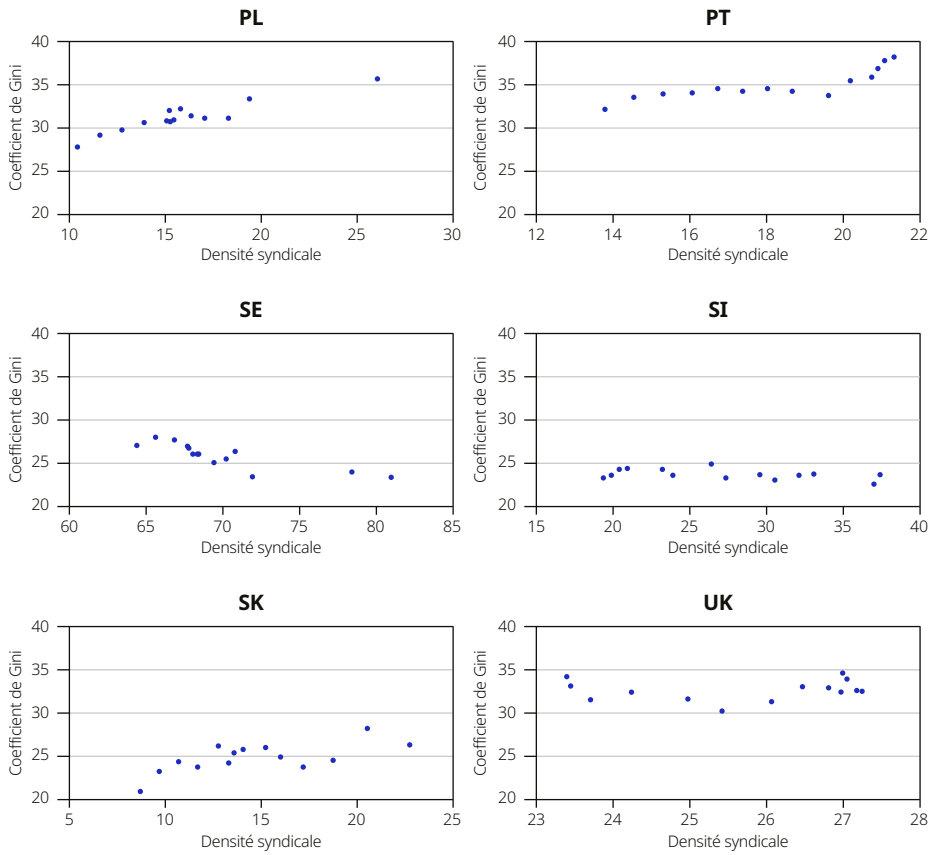 PL
40
35
30
25
20
Coefficient de Gini
10 15 20 25 30
Densité syndicale
PT
40
35
30
25
20
Coefficient de Gini
12 14 16 18 20 22
Densité syndicale
SE
40
35
30
25
20
Coefficient de Gini
60 65 70 75 80 85
Densité syndicale
SI
40
35
30
25
20
Coefficient de Gini
15 20 25 30 35 40
Densité syndicale
SK
40
35
30
25
20
Coefficient de Gini
5 10 15 20 25
Densité syndicale
UK
40
35
30
25
20
Coefficient de Gini
23 24 25 26 27 28
Densité syndicale